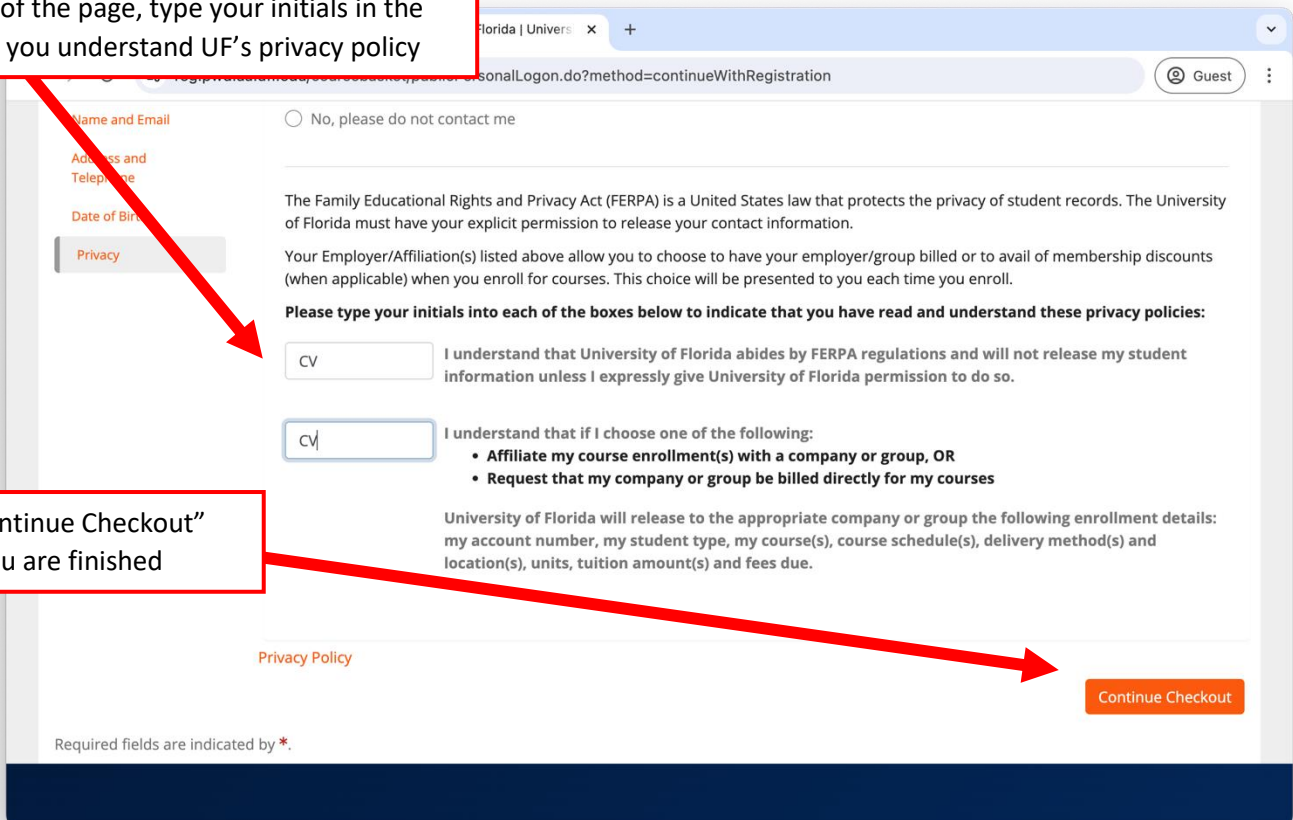 of the page, type your initials in the
you understand UF's privacy policy
lorida | Univers
sonalLogon.do?method=continueWithRegistration
Guest
Name and Email
Address and
Telephone
Date of Birth
Privacy
No, please do not contact me
The Family Educational Rights and Privacy Act (FERPA) is a United States law that protects the privacy of student records. The University
of Florida must have your explicit permission to release your contact information.
Your Employer/Affiliation(s) listed above allow you to choose to have your employer/group billed or to avail of membership discounts
(when applicable) when you enroll for courses. This choice will be presented to you each time you enroll.
Please type your initials into each of the boxes below to indicate that you have read and understand these privacy policies:
CV
I understand that University of Florida abides by FERPA regulations and will not release my student
information unless I expressly give University of Florida permission to do so.
CV
I understand that if I choose one of the following:
• Affiliate my course enrollment(s) with a company or group, OR
• Request that my company or group be billed directly for my courses
ntinue Checkout”
u are finished
University of Florida will release to the appropriate company or group the following enrollment details:
my account number, my student type, my course(s), course schedule(s), delivery method(s) and
location(s), units, tuition amount(s) and fees due.
Privacy Policy
Continue Checkout
Required fields are indicated by *.